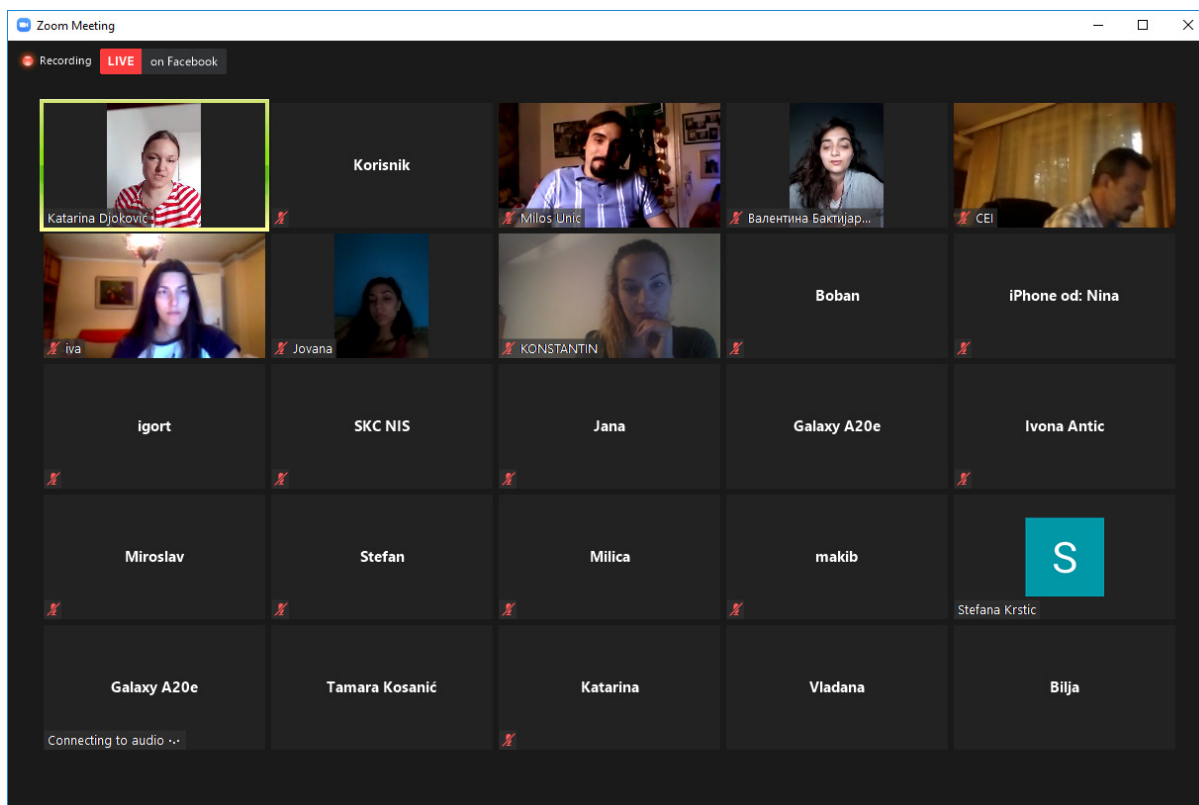 Zoom Meeting
Recording LIVE on Facebook
Katarina Djoković
Korisnik
Milos Unic
Валентина Бактијар...
CEI
iva
Jovana
KONSTANTIN
Boban
iPhone od: Nina
igort
SKC NIS
Jana
Galaxy A20e
Ivona Antic
Miroslav
Stefan
Milica
makib
S
Stefana Krstic
Galaxy A20e
Connecting to audio
Tamara Kosanić
Katarina
Vladana
Bilja